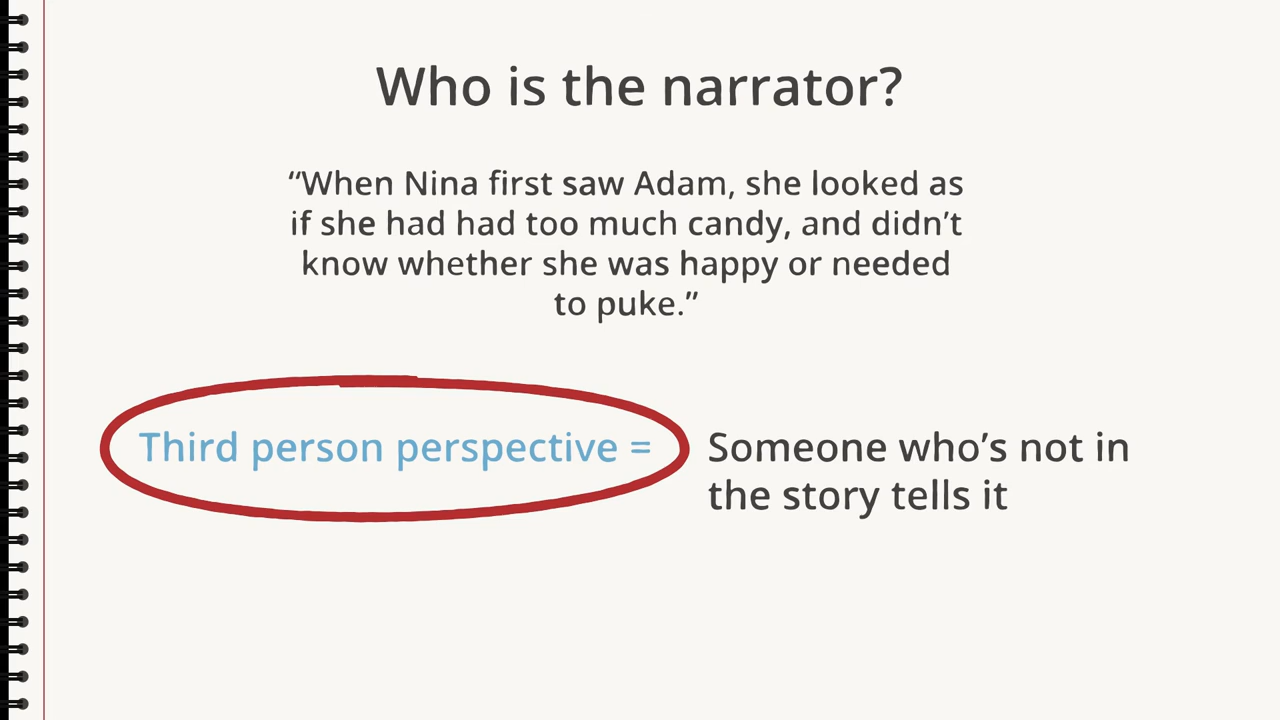 Who is the narrator?
“When Nina first saw Adam, she looked as
if she had had too much candy, and didn’t
know whether she was happy or needed
to puke.”
Third person perspective = Someone who’s not in
the story tells it